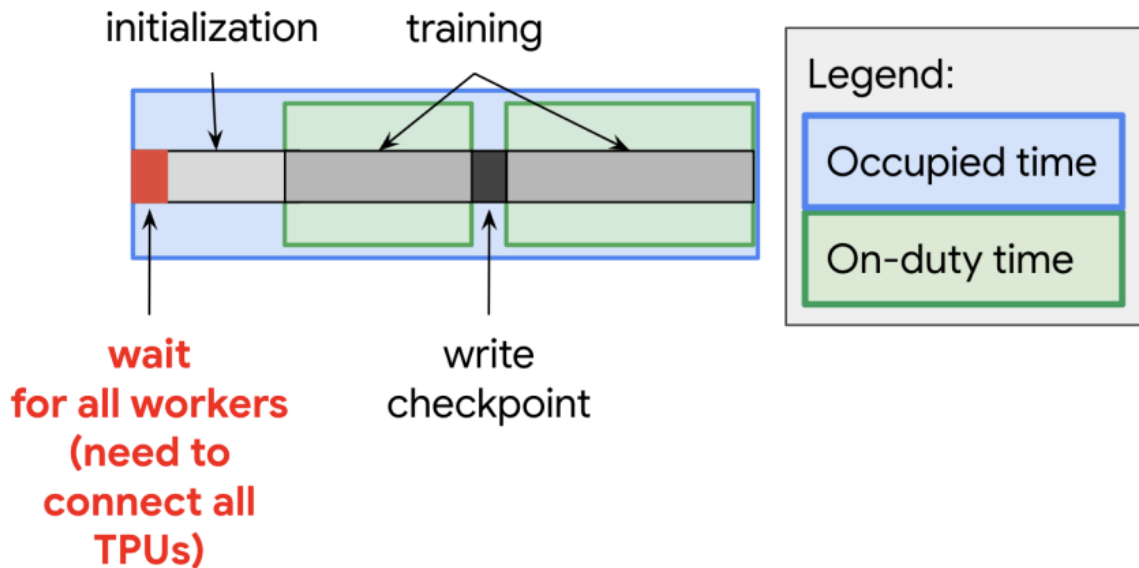 initialization
training
Legend:
Occupied time
On-duty time
wait
for all workers
(need to
connect all
TPUs)
write
checkpoint